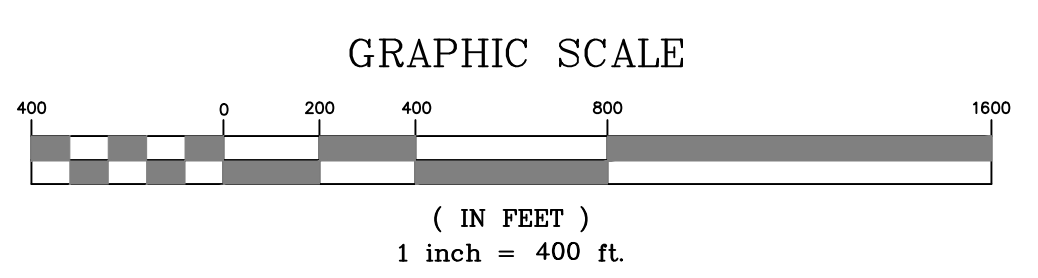 GRAPHIC SCALE
400 0 200 400 800 1600
( IN FEET )
1 inch = 400 ft.